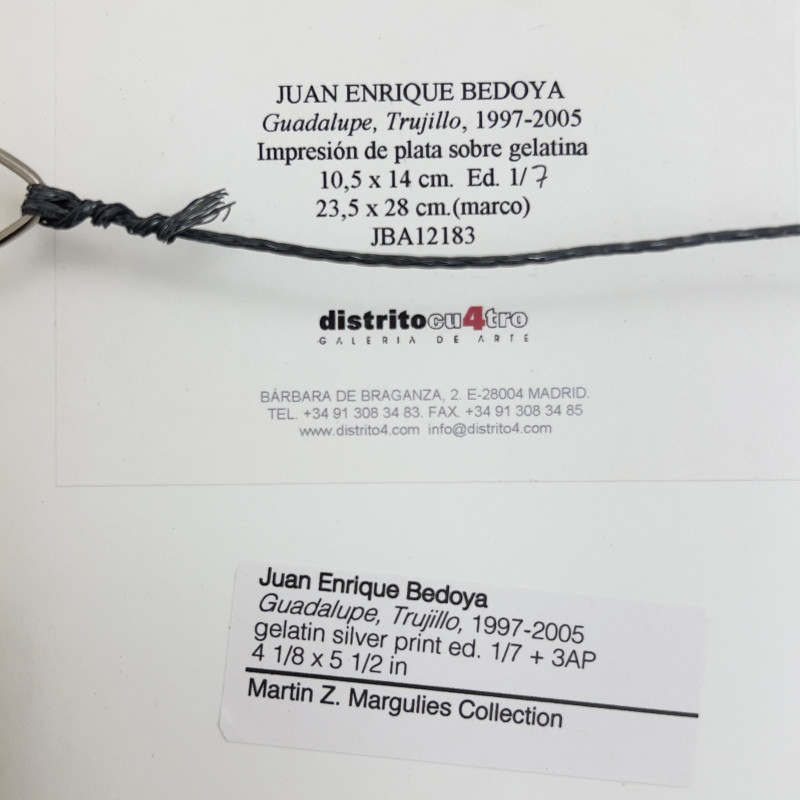 JUAN ENRIQUE BEDOYA
Guadalupe, Trujillo, 1997-2005
Impresión de plata sobre gelatina
10,5 x 14 cm. Ed. 1/7
23,5 x 28 cm.(marco)
JBA12183
distritocu4tro
GALERIA DE ARTE
BÁRBARA DE BRAGANZA, 2. E-28004 MADRID.
TEL. +34 91 308 34 83. FAX. +34 91 308 34 85
www.distrito4.com info@distrito4.com
Juan Enrique Bedoya
Guadalupe, Trujillo, 1997-2005
gelatin silver print ed. 1/7 + 3AP
4 1/8 x 5 1/2 in
Martin Z. Margulies Collection